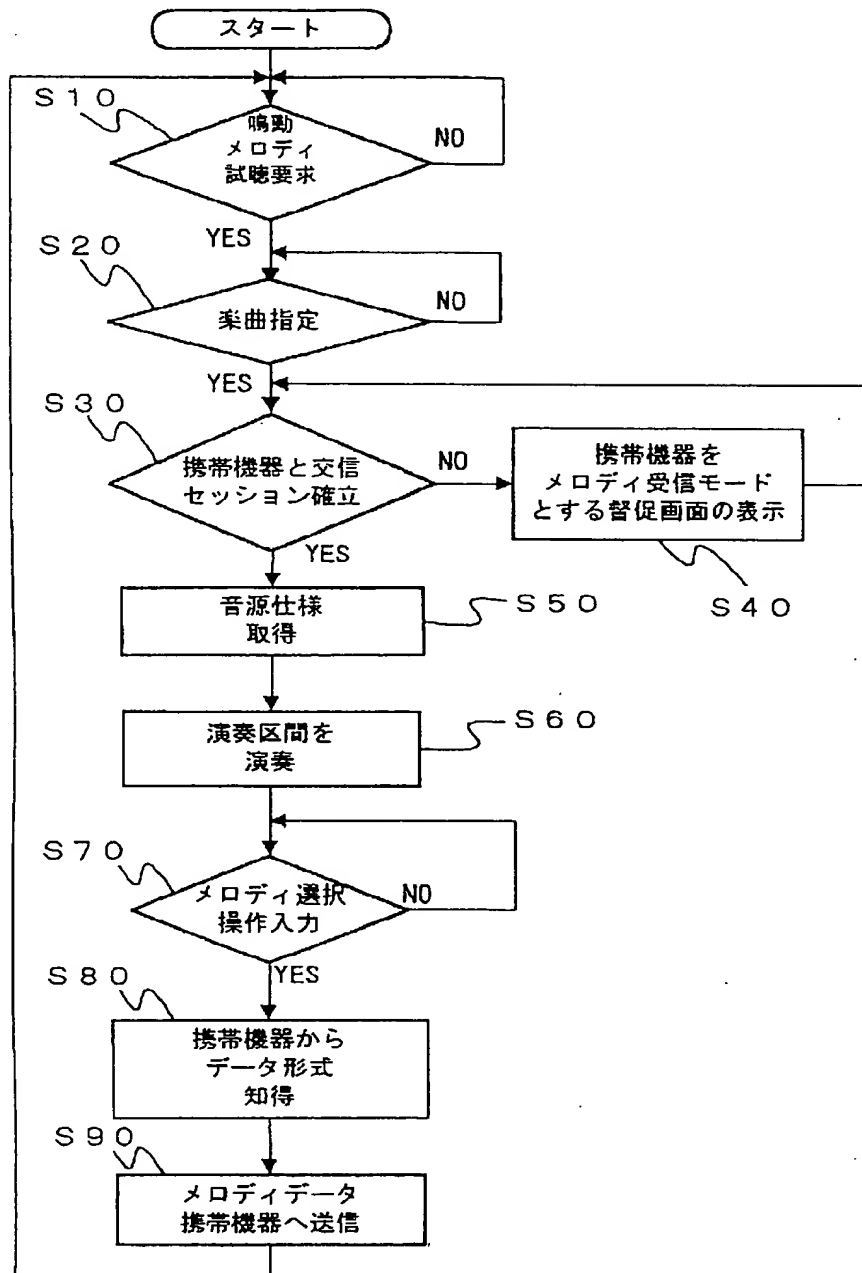 スタート
S10
鳴動
メロディ
試聴要求
NO
YES
S20
楽曲指定
NO
YES
S30
携帯機器と交信
セッション確立
NO
携帯機器を
メロディ受信モード
とする督促画面の表示
S40
YES
音源仕様
取得
S50
演奏区間を
演奏
S60
S70
メロディ選択
操作入力
NO
YES
S80
携帯機器から
データ形式
知得
S90
メロディデータ
携帯機器へ送信